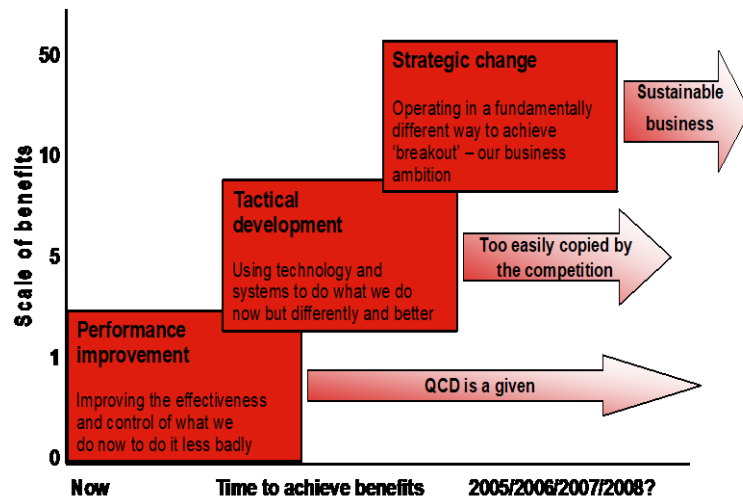 50
10
5
1
0
Scale of benefits
Strategic change
Operating in a fundamentally
different way to achieve
‘breakout’ – our business
ambition
Sustainable
business
Tactical
development
Using technology and
systems to do what we do
now but differently and better
Too easily copied by
the competition
Performance
improvement
Improving the effectiveness
and control of what we
do now to do it less badly
QCD is a given
Now
Time to achieve benefits
2005/2006/2007/2008?